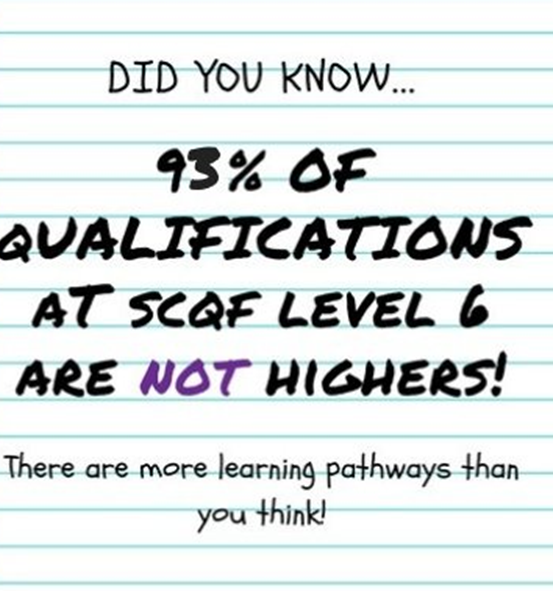 DID YOU KNOW...
93% OF
QUALIFICATIONS
AT SCQF LEVEL 6
ARE NOT HIGHERS!
There are more learning pathways than
you think!